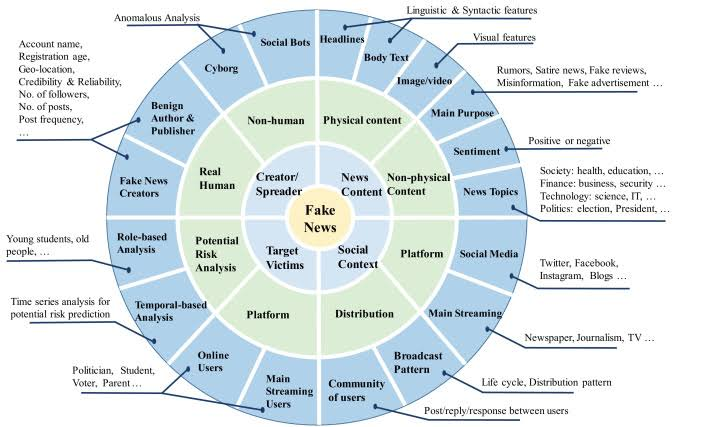 Anomalous Analysis
Linguistic & Syntactic features
Visual features
Account name,
Registration age,
Geo-location,
Credibility & Reliability,
No. of followers,
No. of posts,
Post frequency,
…
Rumors, Satire news, Fake reviews,
Misinformation, Fake advertisement …
Positive or negative
Society: health, education, …
Finance: business, security …
Technology: science, IT, …
Politics: election, President, …
Young students, old
people, …
Twitter, Facebook,
Instagram, Blogs …
Time series analysis for
potential risk prediction
Newspaper, Journalism, TV …
Politician, Student,
Voter, Parent …
Life cycle, Distribution pattern
Post/reply/response between users
Social Bots
Headlines
Body Text
Image/video
Main Purpose
Sentiment
News Topics
Social Media
Main Streaming
Broadcast
Pattern
Community
of users
Main
Streaming
Users
Online
Users
Temporal-based
Analysis
Role-based
Analysis
Fake News
Creators
Benign
Author &
Publisher
Cyborg
Non-human
Physical content
Non-physical
Content
Platform
Distribution
Platform
Potential
Risk
Analysis
Real
Human
Creator/
Spreader
News
Content
Social
Context
Target
Victims
Fake
News